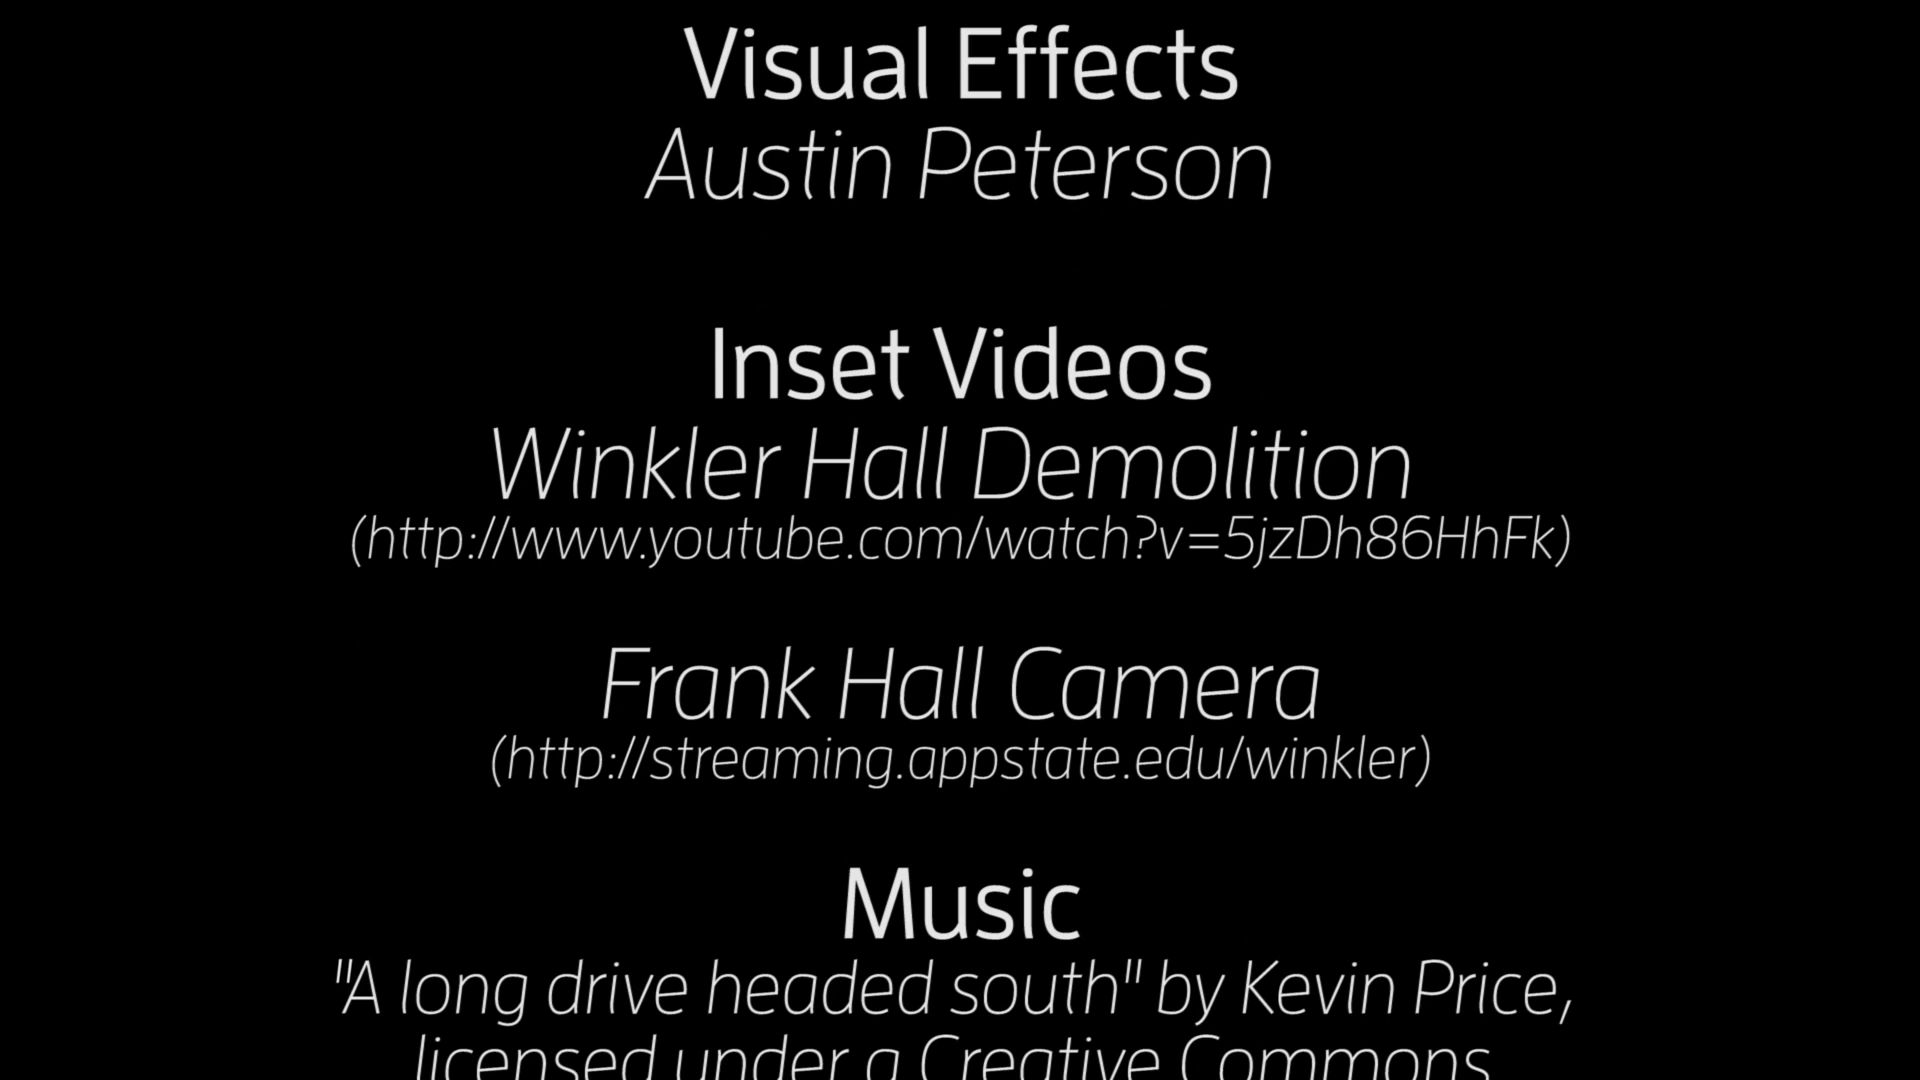 Visual Effects
Austin Peterson
Inset Videos
Winkler Hall Demolition
(http://www.youtube.com/watch?v=5jzDh86HhFk)
Frank Hall Camera
(http://streaming.appstate.edu/winkler)
Music
"A long drive headed south" by Kevin Price,
licensed under a Creative Commons